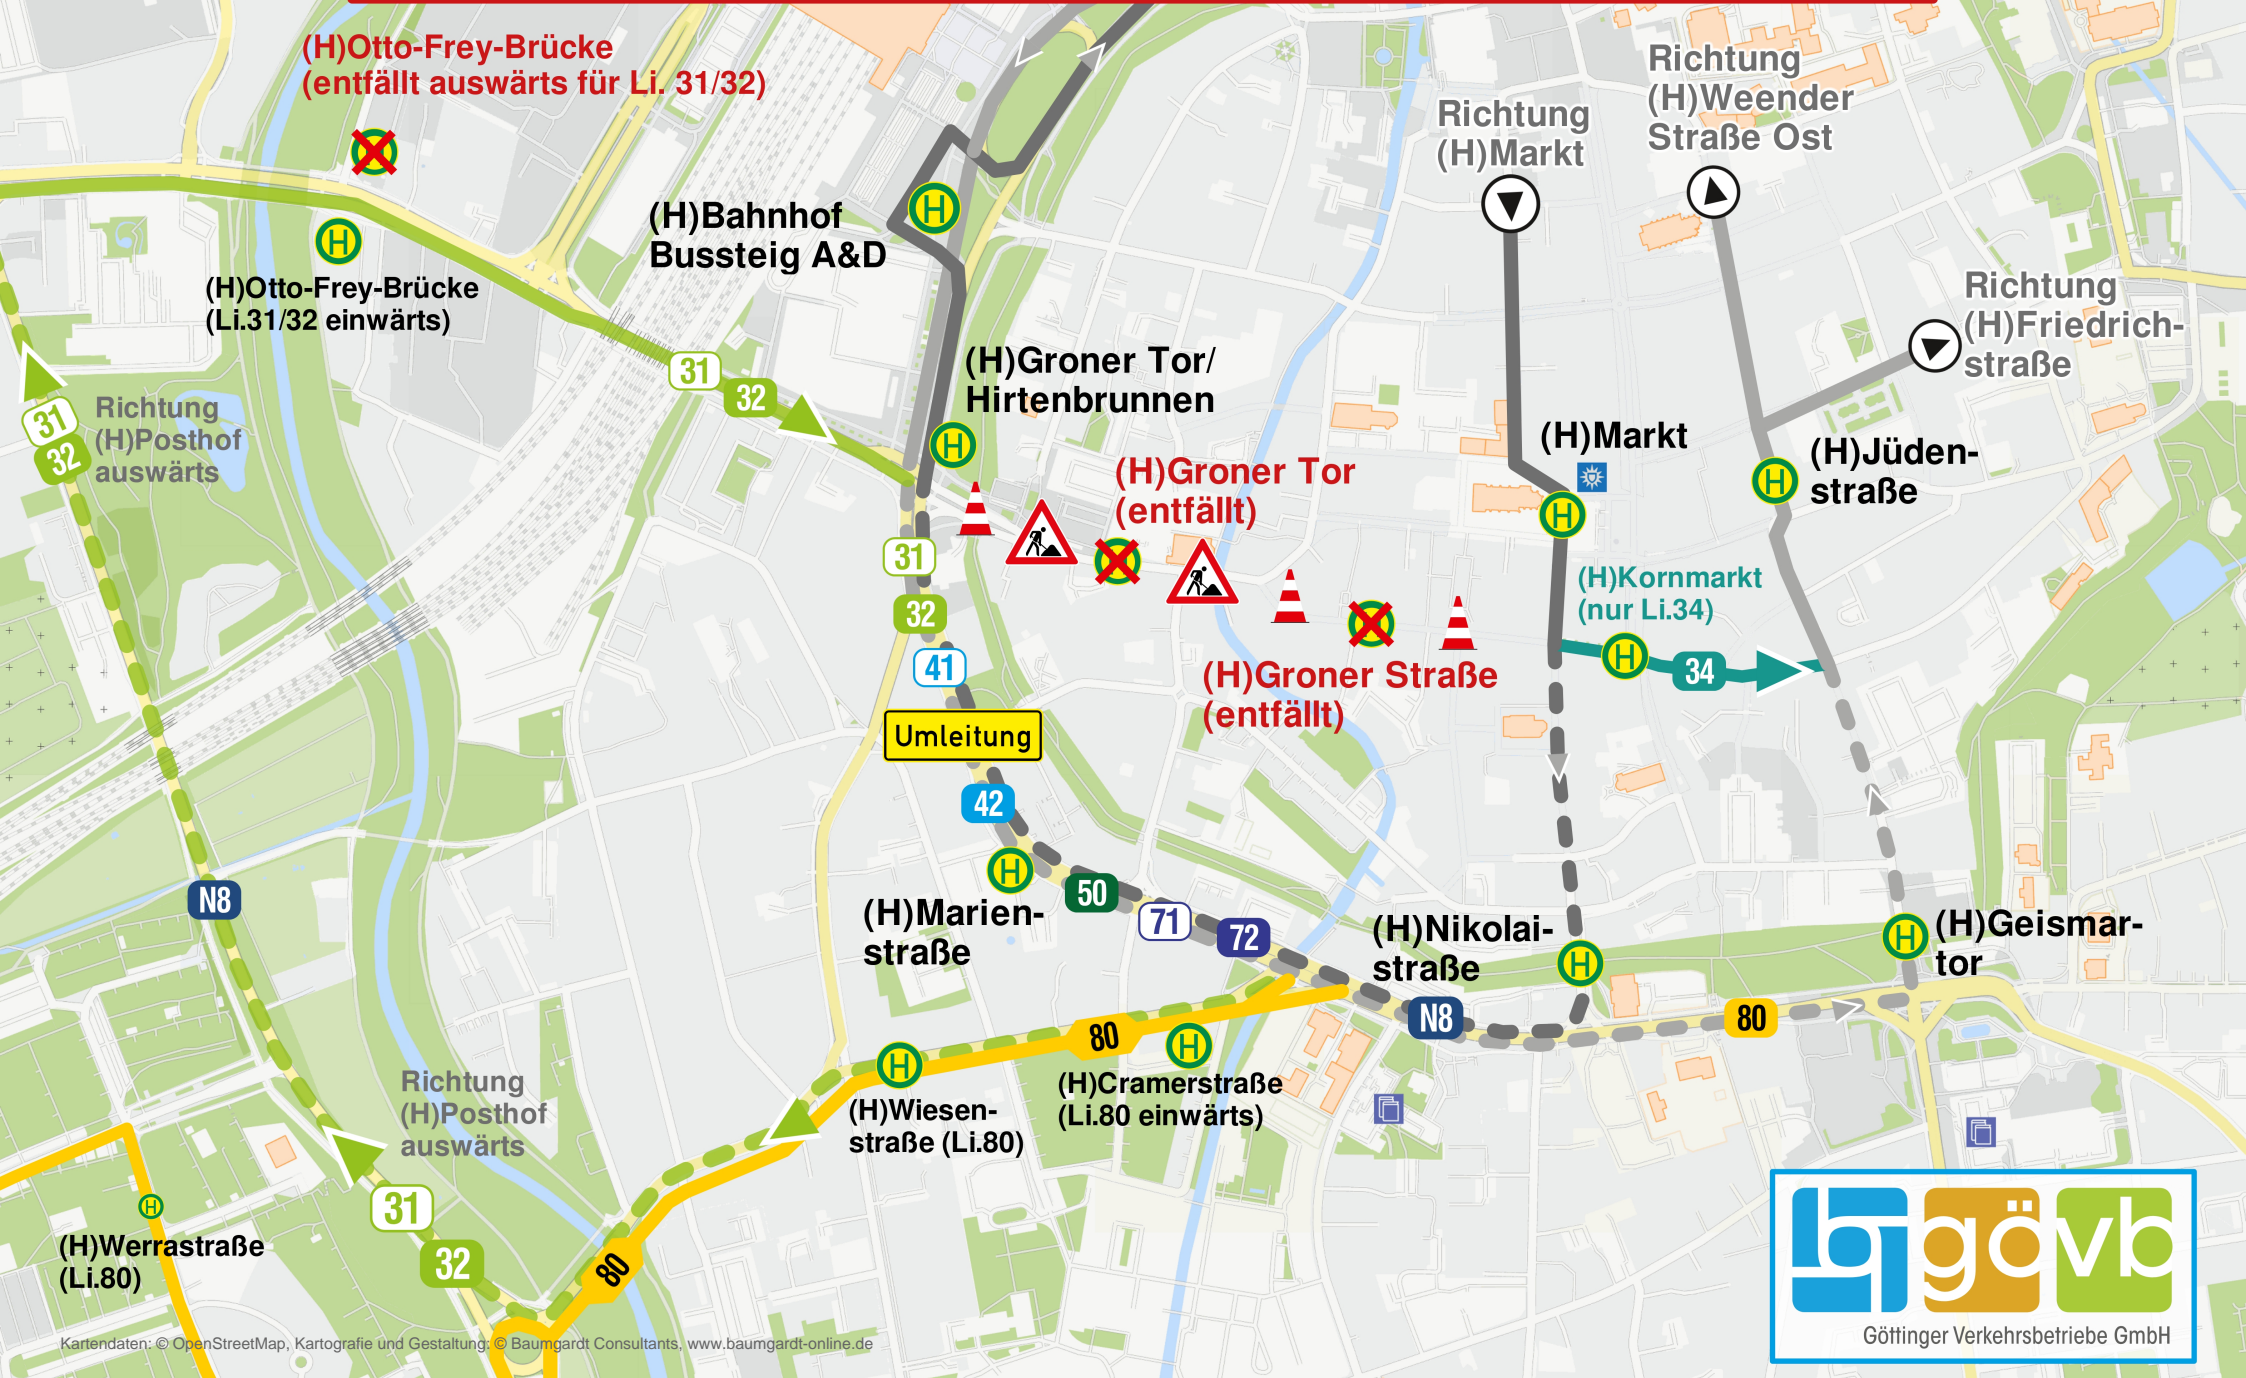 (H)Otto-Frey-Brücke
(entfällt auswärts für Li. 31/32)
Richtung
(H)Weender
Straße Ost
Richtung
(H)Markt
H
(H)Bahnhof
Bussteig A&D
H
(H)Otto-Frey-Brücke
(Li.31/32 einwärts)
Richtung
(H)Friedrich-
straße
31
32
(H)Groner Tor/
Hirtenbrunnen
H
31
32
Richtung
(H)Posthof
auswärts
(H)Markt
H
(H)Jüden-
straße
H
(H)Groner Tor
(entfällt)
31
32
41
(H)Kornmarkt
(nur Li.34)
H
34
(H)Groner Straße
(entfällt)
Umleitung
42
H
(H)Marien-
straße
50
71
72
N8
(H)Nikolai-
straße
H
H
(H)Geismar-
tor
N8
80
80
H
(H)Cramerstraße
(Li.80 einwärts)
H
(H)Wiesen-
straße (Li.80)
Richtung
(H)Posthof
auswärts
31
32
80
H
(H)Werrastraße
(Li.80)
Kartendaten: © OpenStreetMap, Kartografie und Gestaltung: © Baumgardt Consultants, www.baumgardt-online.de
gövb
Göttinger Verkehrsbetriebe GmbH